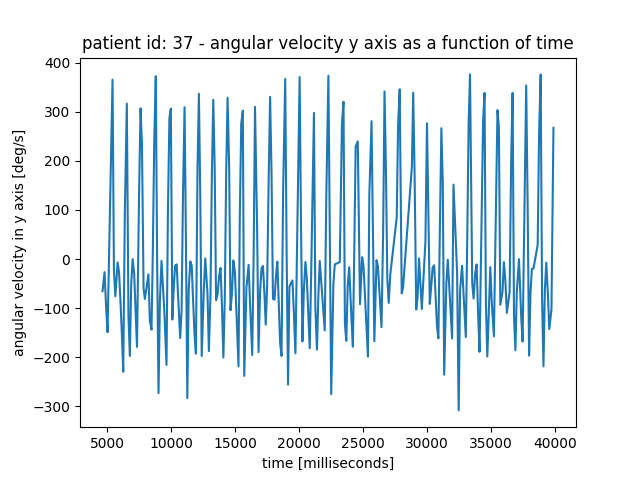 patient id: 37 - angular velocity y axis as a function of time
400
300
200
100
0
−100
−200
−300
angular velocity in y axis [deg/s]
5000 10000 15000 20000 25000 30000 35000 40000
time [milliseconds]